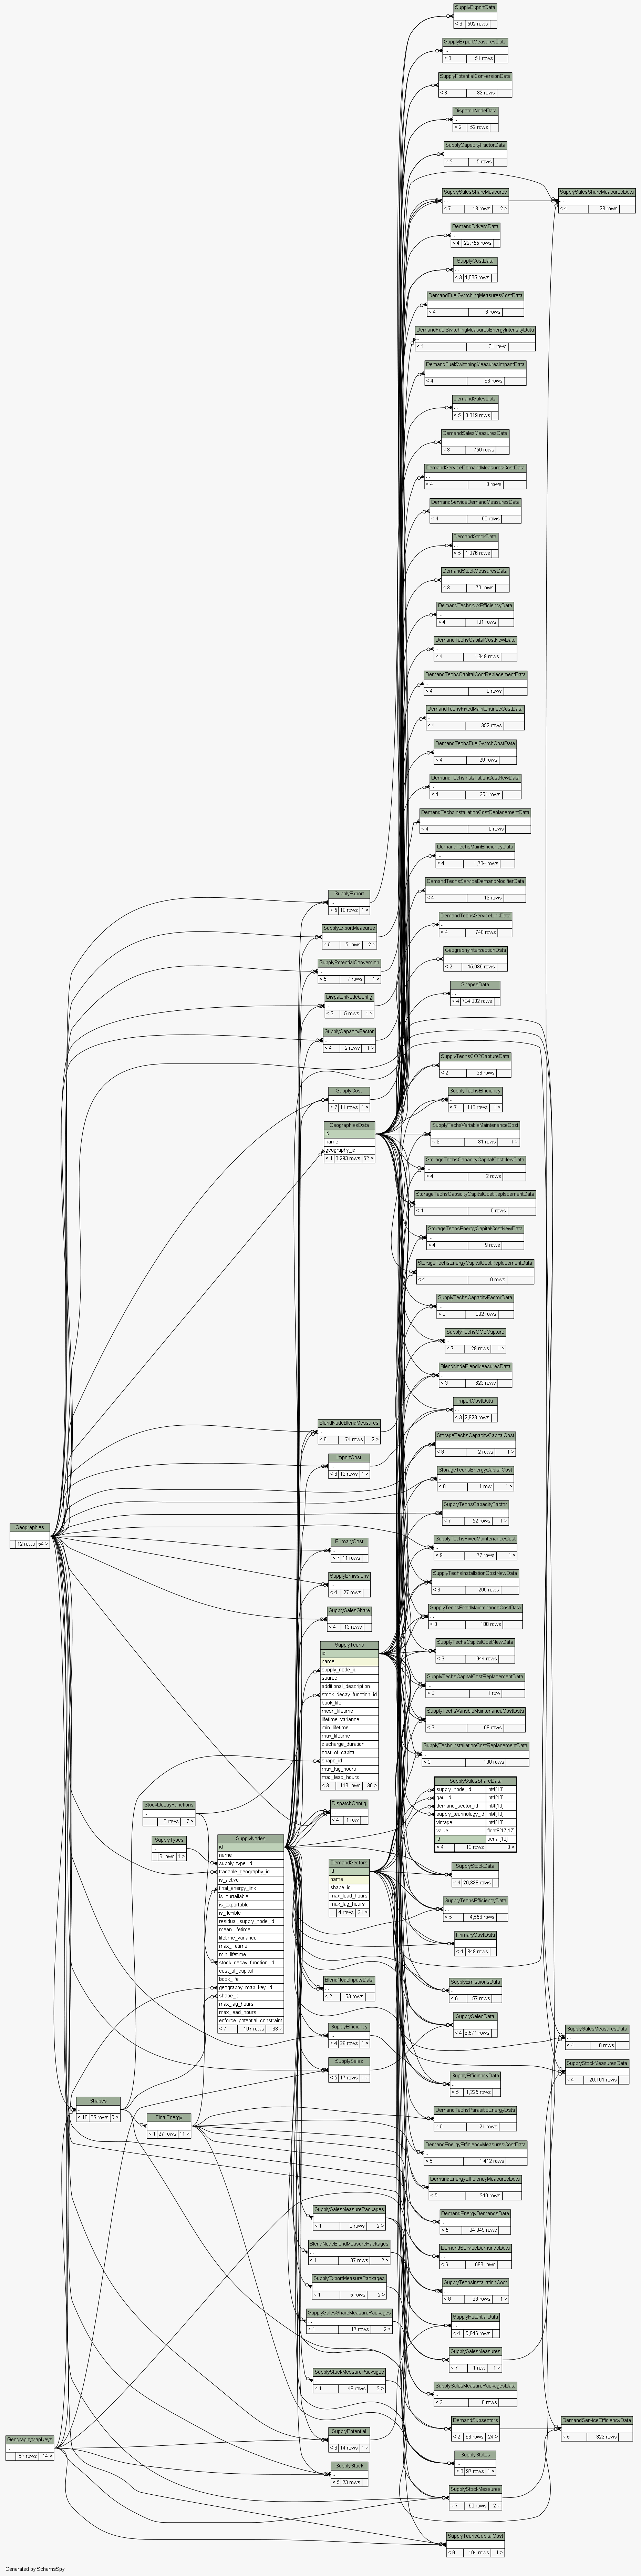 SupplyExportData
< 3 592 rows
SupplyExportMeasuresData
< 3 51 rows
SupplyPotentialConversionData
< 3 33 rows
DispatchNodeData
< 2 52 rows
SupplyCapacityFactorData
< 2 5 rows
SupplySalesShareMeasures
< 7 19 rows 2 >
SupplySalesShareMeasuresData
< 4 28 rows
DemandDriversData
< 4 22,755 rows
SupplyCostData
< 3 4,035 rows
DemandFuelSwitchingMeasuresCostData
< 4 6 rows
DemandFuelSwitchingMeasuresEnergyIntensityData
< 4 31 rows
DemandFuelSwitchingMeasuresImpactData
< 4 63 rows
DemandSalesData
< 5 3,319 rows
DemandSalesMeasuresData
< 3 750 rows
DemandServiceDemandMeasuresCostData
< 4 0 rows
DemandServiceDemandMeasuresData
< 4 60 rows
DemandStockData
< 5 1,878 rows
DemandStockMeasuresData
< 3 70 rows
DemandTechsAuxEfficiencyData
< 4 101 rows
DemandTechsCapitalCostNewData
< 4 1,349 rows
DemandTechsCapitalCostReplacementData
< 4 0 rows
DemandTechsFixedMaintenanceCostData
< 4 352 rows
DemandTechsFuelSwitchCostData
< 4 20 rows
DemandTechsInstallationCostNewData
< 4 251 rows
DemandTechsInstallationCostReplacementData
< 4 0 rows
DemandTechsMainEfficiencyData
< 4 1,784 rows
DemandTechsServiceDemandModifierData
< 4 19 rows
DemandTechsServiceLinkData
< 4 740 rows
GeographyIntersectionData
< 2 45,036 rows
ShapesData
< 4 784,032 rows
SupplyExport
< 5 10 rows 1 >
SupplyExportMeasures
< 5 5 rows 2 >
SupplyPotentialConversion
< 5 7 rows 1 >
DispatchNodeConfig
< 3 5 rows 1 >
SupplyCapacityFactor
< 4 2 rows 1 >
SupplyCost
< 7 11 rows 1 >
GeographiesData
id
name
geography_id
< 1 3,293 rows 62 >
SupplyTechsCO2CaptureData
< 2 28 rows
SupplyTechsEfficiency
< 7 113 rows 1 >
SupplyTechsVariableMaintenanceCost
< 9 81 rows 1 >
StorageTechsCapacityCapitalCostNewData
< 4 2 rows
StorageTechsCapacityCapitalCostReplacementData
< 4 0 rows
StorageTechsEnergyCapitalCostNewData
< 4 9 rows
StorageTechsEnergyCapitalCostReplacementData
< 4 0 rows
SupplyTechsCapacityFactorData
< 3 392 rows
SupplyTechsCO2Capture
< 7 28 rows 1 >
BlendNodeBlendMeasuresData
< 3 823 rows
ImportCostData
< 3 2,923 rows
BlendNodeBlendMeasures
< 6 74 rows 2 >
ImportCost
< 6 13 rows 1 >
StorageTechsCapacityCapitalCost
< 8 2 rows 1 >
StorageTechsEnergyCapitalCost
< 8 1 row 1 >
SupplyTechsCapacityFactor
< 7 52 rows 1 >
Geographies
12 rows 54 >
PrimaryCost
< 7 11 rows
SupplyEmissions
< 4 27 rows
SupplySalesShare
< 4 13 rows
SupplyTechsFixedMaintenanceCost
< 9 77 rows 1 >
SupplyTechsInstallationCostNewData
< 3 209 rows
SupplyTechsFixedMaintenanceCostData
< 3 180 rows
SupplyTechsCapitalCostNewData
< 3 944 rows
SupplyTechsCapitalCostReplacementData
< 3 1 row
SupplyTechsVariableMaintenanceCostData
< 3 68 rows
SupplyTechsInstallationCostReplacementData
< 3 180 rows
SupplyTechs
id
name
supply_node_id
source
additional_description
stock_decay_function_id
book_life
mean_lifetime
lifetime_variance
min_lifetime
max_lifetime
discharge_duration
cost_of_capital
shape_id
max_lag_hours
max_lead_hours
< 3 113 rows 30 >
SupplySalesShareData
supply_node_id int4[10]
gau_id int4[10]
demand_sector_id int4[10]
supply_technology_id int4[10]
vintage int4[10]
value float8[17,17]
id serial[10]
< 4 13 rows 0 >
StockDecayFunctions
3 rows 7 >
SupplyTypes
6 rows 1 >
DispatchConfig
< 4 1 row
SupplyNodes
id
name
supply_type_id
tradable_geography_id
is_active
final_energy_link
is_curtailable
is_exportable
is_flexible
residual_supply_node_id
mean_lifetime
lifetime_variance
max_lifetime
min_lifetime
stock_decay_function_id
cost_of_capital
book_life
geography_map_key_id
shape_id
max_lag_hours
max_lead_hours
enforce_potential_constraint
< 7 107 rows 38 >
DemandSectors
id
name
shape_id
max_lead_hours
max_lag_hours
4 rows 21 >
SupplyStockData
< 4 26,336 rows
SupplyTechsEfficiencyData
< 5 4,556 rows
PrimaryCostData
< 4 948 rows
BlendNodeInputsData
< 2 53 rows
SupplyEmissionsData
< 6 57 rows
SupplyEfficiency
< 4 29 rows 1 >
SupplySalesData
< 4 6,571 rows
SupplySales
< 5 17 rows 1 >
SupplyEfficiencyData
< 5 1,225 rows
SupplySalesMeasuresData
< 4 0 rows
SupplyStockMeasuresData
< 4 20,101 rows
Shapes
< 10 35 rows 5 >
FinalEnergy
< 1 27 rows 11 >
DemandTechsParasiticEnergyData
< 5 21 rows
DemandEnergyEfficiencyMeasuresCostData
< 5 1,412 rows
DemandEnergyEfficiencyMeasuresData
< 5 240 rows
DemandEnergyDemandsData
< 5 84,949 rows
DemandServiceDemandsData
< 6 693 rows
SupplyTechsInstallationCost
< 8 33 rows 1 >
SupplyPotentialData
< 4 5,946 rows
SupplySalesMeasurePackages
< 1 0 rows 2 >
BlendNodeBlendMeasurePackages
< 1 37 rows 2 >
SupplyExportMeasurePackages
< 1 5 rows 2 >
SupplySalesShareMeasurePackages
< 1 17 rows 2 >
SupplyStockMeasurePackages
< 1 48 rows 2 >
SupplySalesMeasures
< 7 1 row 1 >
SupplySalesMeasurePackagesData
< 2 0 rows
DemandSubsectors
< 2 63 rows 24 >
DemandServiceEfficiencyData
< 5 323 rows
GeographyMapKeys
57 rows 14 >
SupplyPotential
< 6 14 rows 1 >
SupplyStock
< 5 23 rows
SupplyStates
< 6 97 rows 1 >
SupplyStockMeasures
< 7 60 rows 2 >
SupplyTechsCapitalCost
< 9 104 rows 1 >
Generated by SchemaSpy